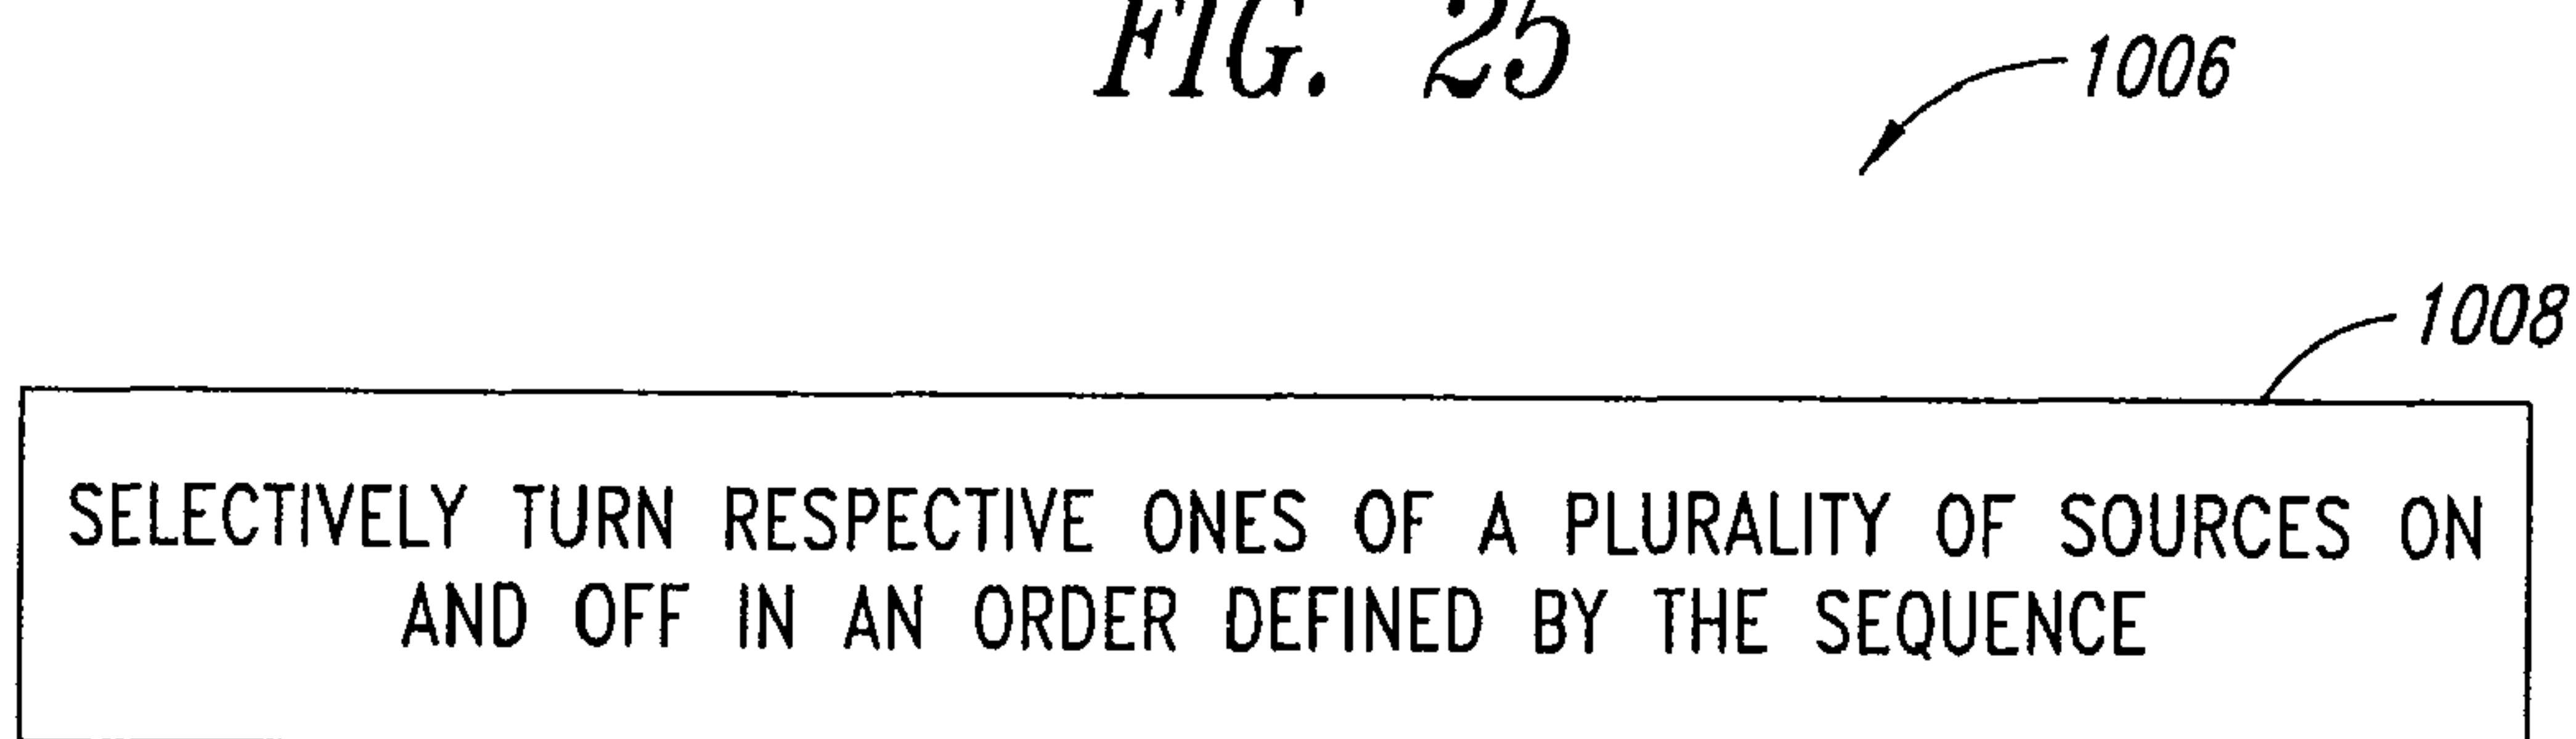 FIG. 25
1006
1008
SELECTIVELY TURN RESPECTIVE ONES OF A PLURALITY OF SOURCES ON
AND OFF IN AN ORDER DEFINED BY THE SEQUENCE